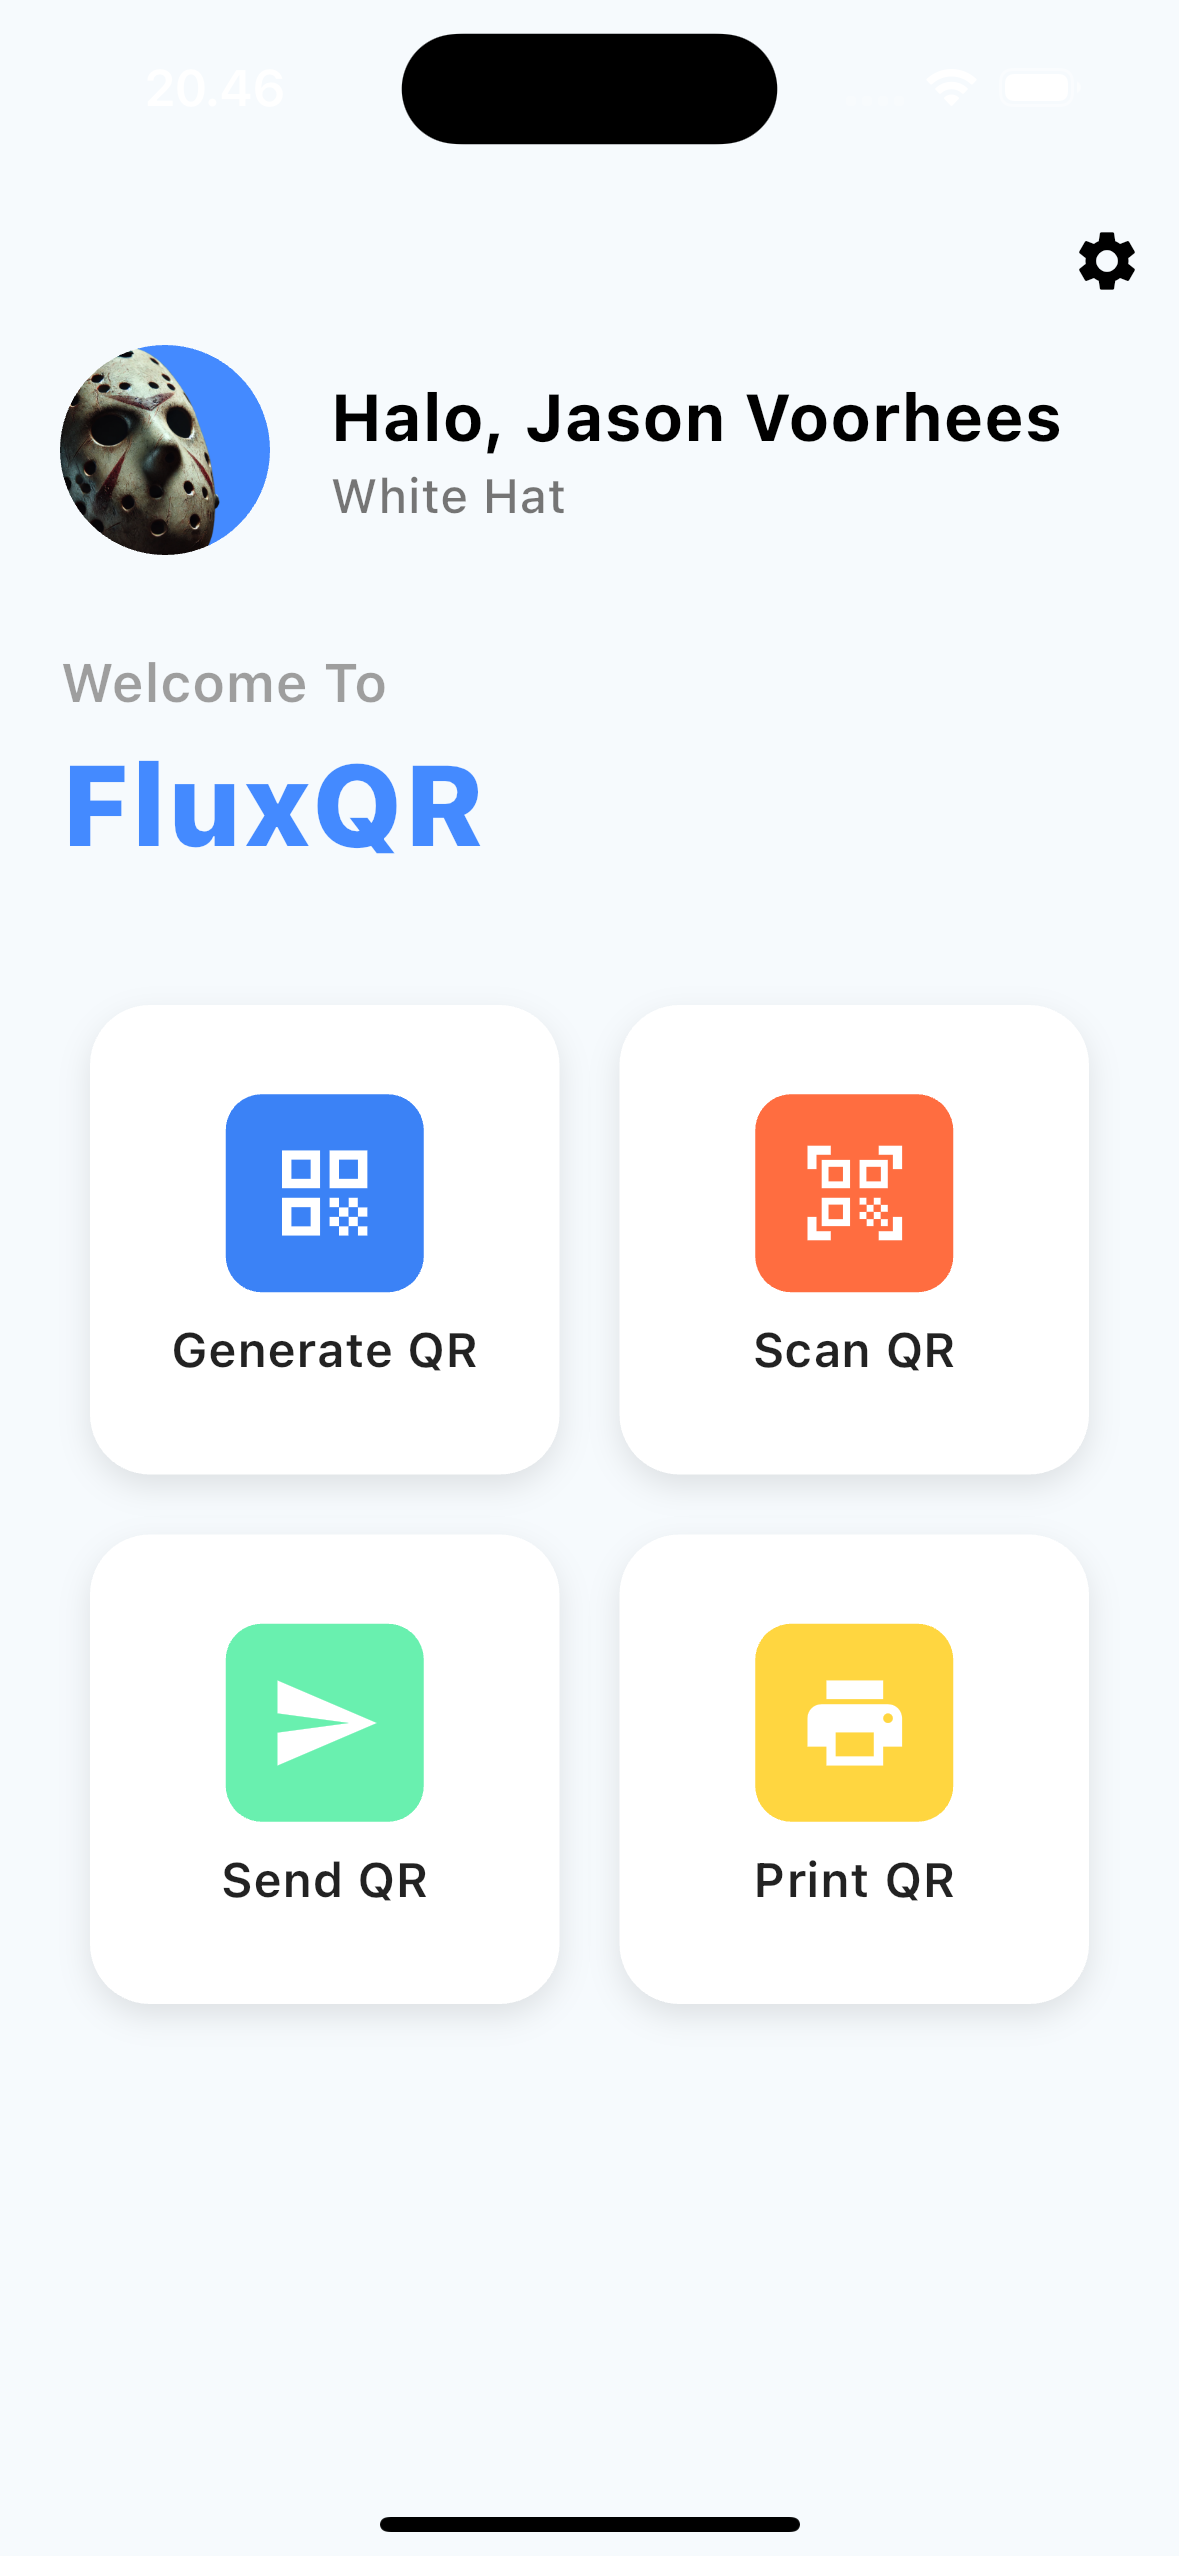 20.46
Halo, Jason Voorhees
White Hat
Welcome To
FluxQR
Generate QR
Scan QR
Send QR
Print QR